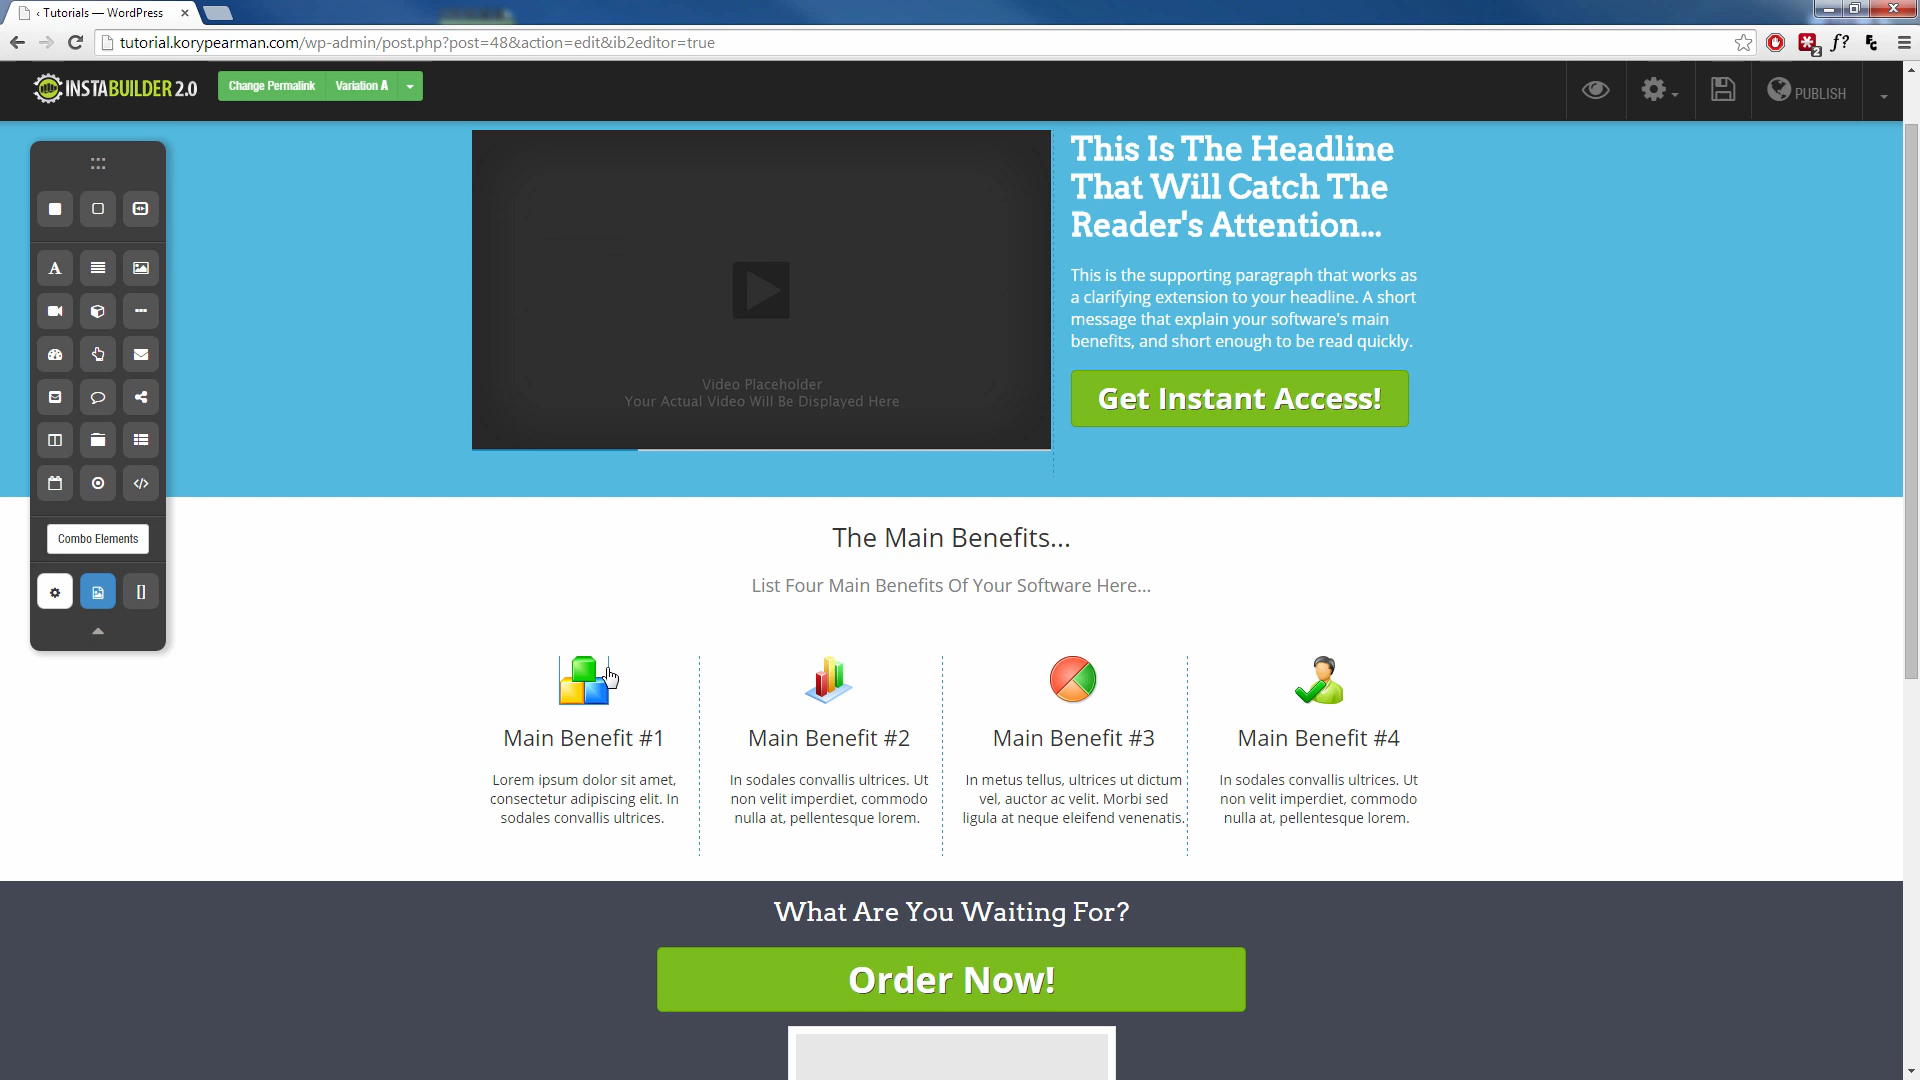 ‹ Tutorials — WordPress
tutorial.korypearman.com/wp-admin/post.php?post=48&action=edit&ib2editor=true
INSTABUILDER 2.0
Change Permalink
Variation A
PUBLISH
This Is The Headline
That Will Catch The
Reader's Attention...
This is the supporting paragraph that works as
a clarifying extension to your headline. A short
message that explain your software's main
benefits, and short enough to be read quickly.
Get Instant Access!
Video Placeholder
Your Actual Video Will Be Displayed Here
Combo Elements
The Main Benefits...
List Four Main Benefits Of Your Software Here...
Main Benefit #1
Lorem ipsum dolor sit amet,
consectetur adipiscing elit. In
sodales convallis ultrices.
Main Benefit #2
In sodales convallis ultrices. Ut
non velit imperdiet, commodo
nulla at, pellentesque lorem.
Main Benefit #3
In metus tellus, ultrices ut dictum
vel, auctor ac velit. Morbi sed
ligula at neque eleifend venenatis.
Main Benefit #4
In sodales convallis ultrices. Ut
non velit imperdiet, commodo
nulla at, pellentesque lorem.
What Are You Waiting For?
Order Now!